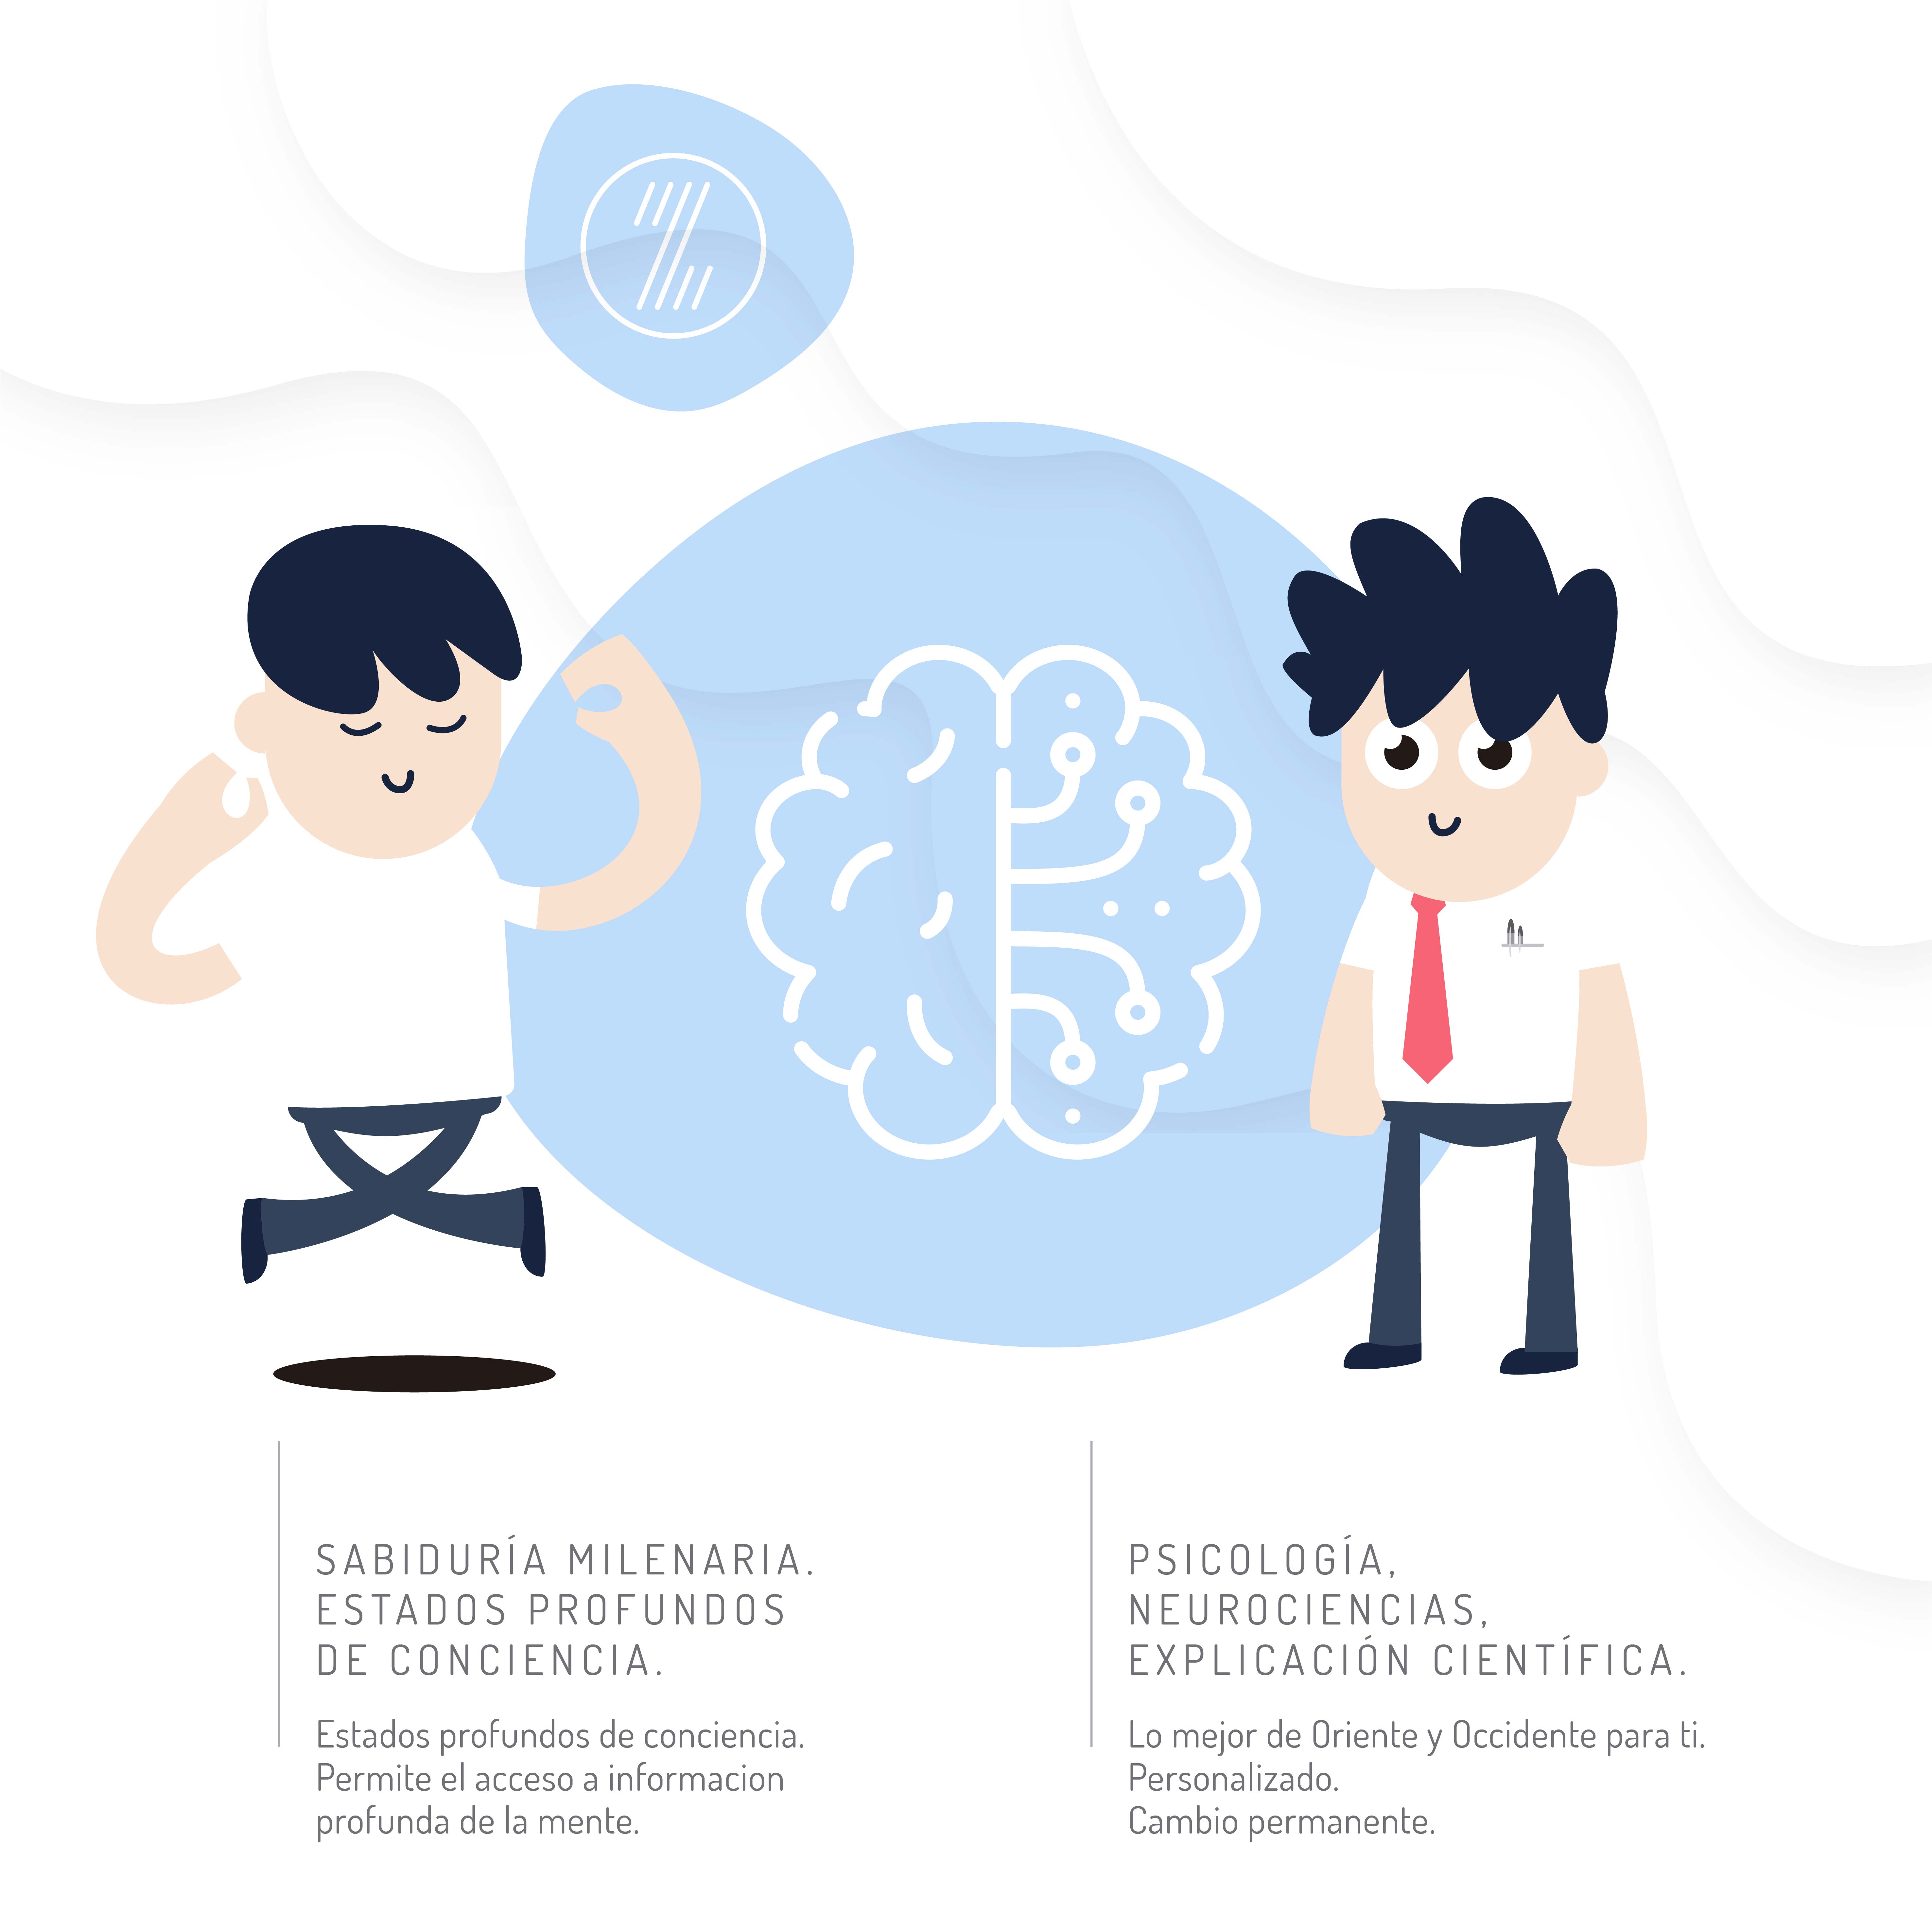 SABIDURÍA MILENARIA.
ESTADOS PROFUNDOS
DE CONCIENCIA.
Estados profundos de conciencia.
Permite el acceso a informacion
profunda de la mente.
PSICOLOGÍA,
NEUROCIENCIAS,
EXPLICACIÓN CIENTÍFICA.
Lo mejor de Oriente y Occidente para ti.
Personalizado.
Cambio permanente.